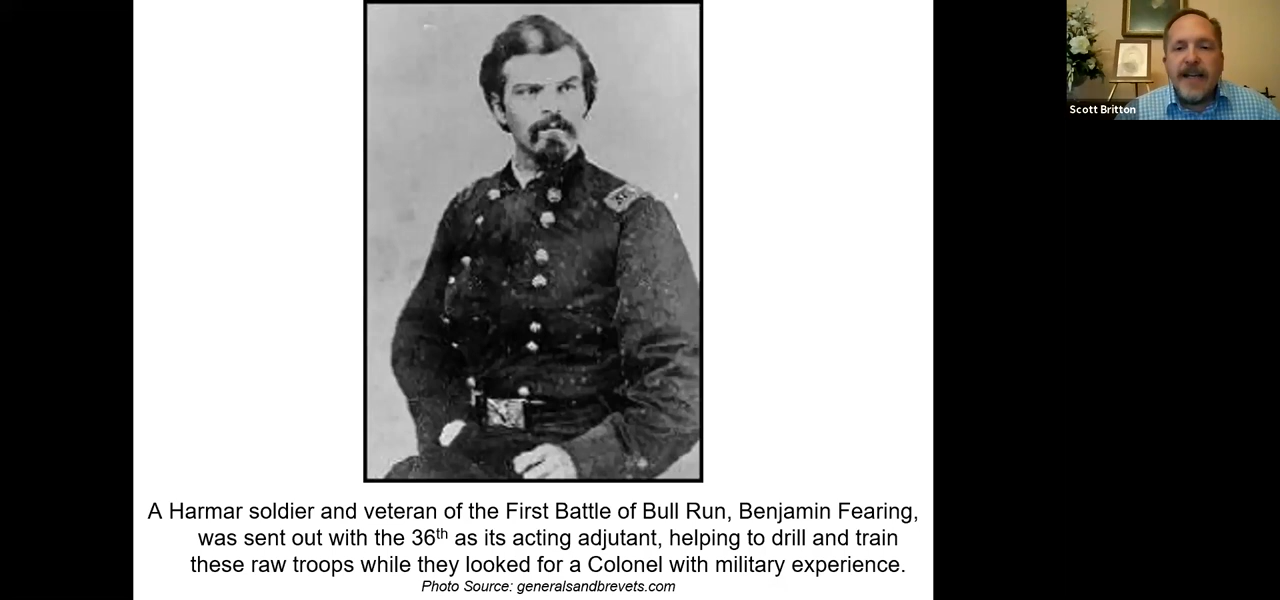 Scott Britton
A Harmar soldier and veteran of the First Battle of Bull Run, Benjamin Fearing,
was sent out with the 36th as its acting adjutant, helping to drill and train
these raw troops while they looked for a Colonel with military experience.
Photo Source: generalsandbrevets.com